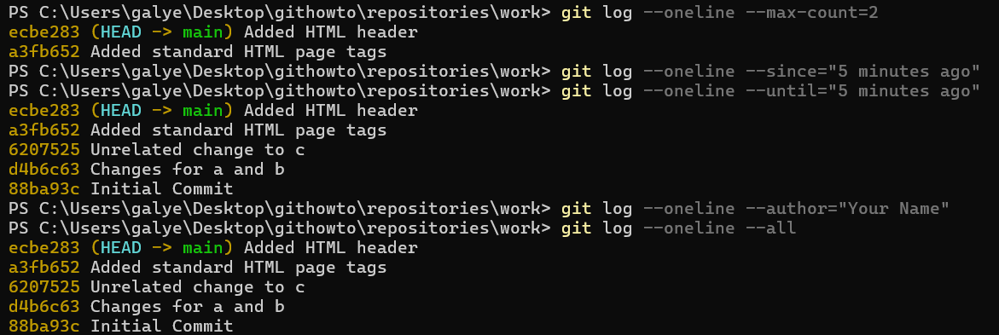 PS C:\Users\galye\Desktop\githowto\repositories\work> git log --oneline --max-count=2
ecbe283 (HEAD -> main) Added HTML header
a3fb652 Added standard HTML page tags
PS C:\Users\galye\Desktop\githowto\repositories\work> git log --oneline --since="5 minutes ago"
PS C:\Users\galye\Desktop\githowto\repositories\work> git log --oneline --until="5 minutes ago"
ecbe283 (HEAD -> main) Added HTML header
a3fb652 Added standard HTML page tags
6207525 Unrelated change to c
d4b6c63 Changes for a and b
88ba93c Initial Commit
PS C:\Users\galye\Desktop\githowto\repositories\work> git log --oneline --author="Your Name"
PS C:\Users\galye\Desktop\githowto\repositories\work> git log --oneline --all
ecbe283 (HEAD -> main) Added HTML header
a3fb652 Added standard HTML page tags
6207525 Unrelated change to c
d4b6c63 Changes for a and b
88ba93c Initial Commit